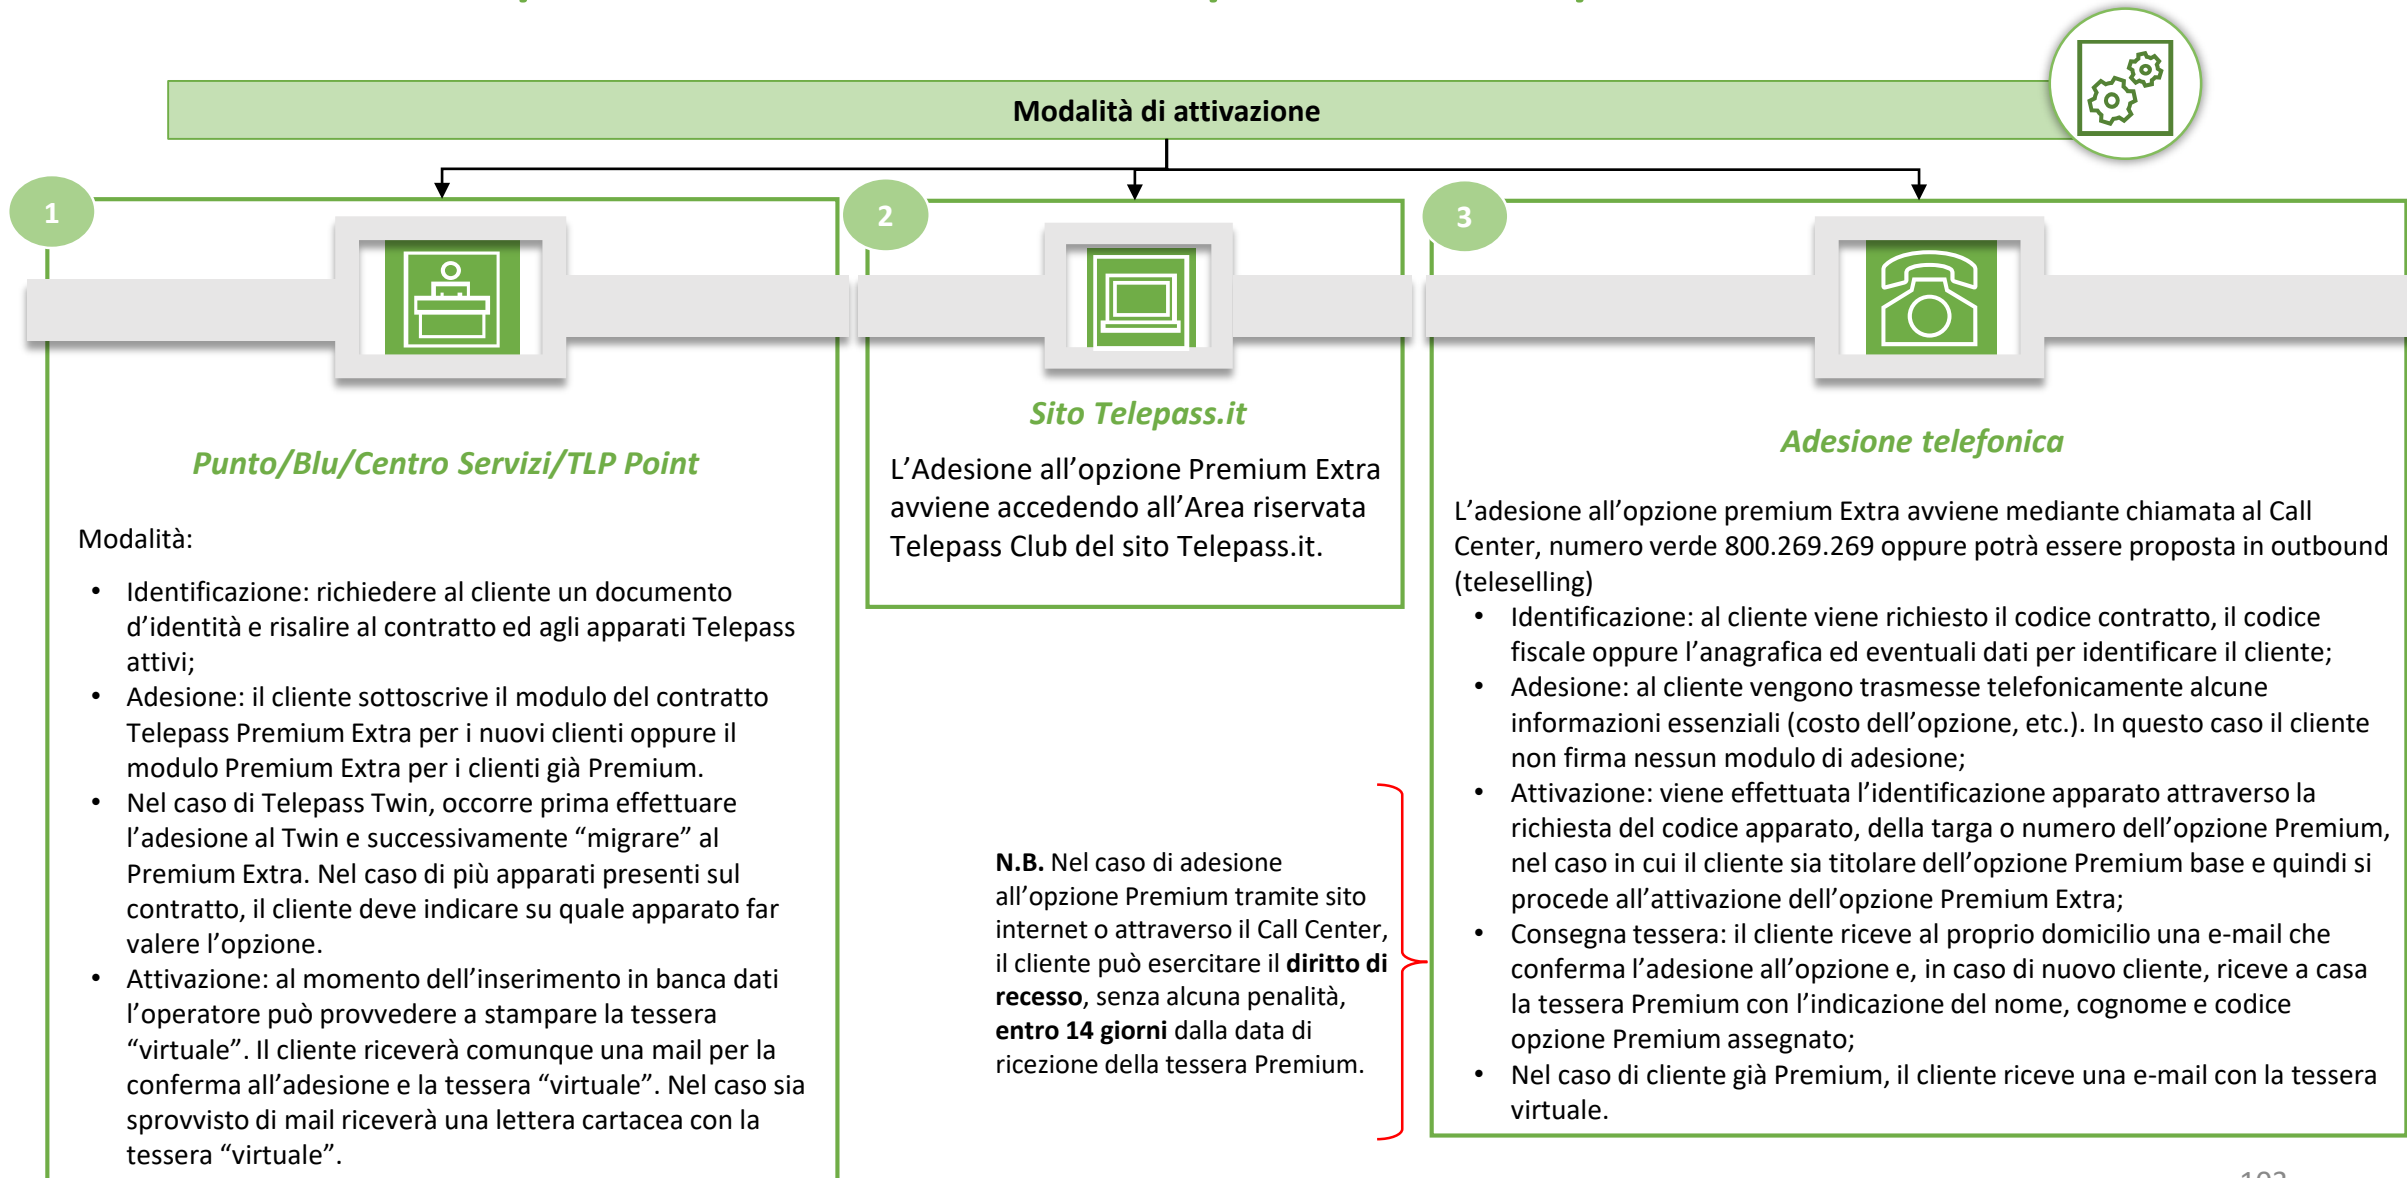 Modalità di attivazione
1
Punto/Blu/Centro Servizi/TLP Point
Modalità:
• Identificazione: richiedere al cliente un documento
d’identità e risalire al contratto ed agli apparati Telepass
attivi;
• Adesione: il cliente sottoscrive il modulo del contratto
Telepass Premium Extra per i nuovi clienti oppure il
modulo Premium Extra per i clienti già Premium.
• Nel caso di Telepass Twin, occorre prima effettuare
l’adesione al Twin e successivamente “migrare” al
Premium Extra. Nel caso di più apparati presenti sul
contratto, il cliente deve indicare su quale apparato far
valere l’opzione.
• Attivazione: al momento dell’inserimento in banca dati
l’operatore può provvedere a stampare la tessera
“virtuale”. Il cliente riceverà comunque una mail per la
conferma all’adesione e la tessera “virtuale”. Nel caso sia
sprovvisto di mail riceverà una lettera cartacea con la
tessera “virtuale”.
2
Sito Telepass.it
L’Adesione all’opzione Premium Extra
avviene accedendo all’Area riservata
Telepass Club del sito Telepass.it.
N.B. Nel caso di adesione
all’opzione Premium tramite sito
internet o attraverso il Call Center,
il cliente può esercitare il diritto di
recesso, senza alcuna penalità,
entro 14 giorni dalla data di
ricezione della tessera Premium.
3
Adesione telefonica
L’adesione all’opzione premium Extra avviene mediante chiamata al Call
Center, numero verde 800.269.269 oppure potrà essere proposta in outbound
(teleselling)
• Identificazione: al cliente viene richiesto il codice contratto, il codice
fiscale oppure l’anagrafica ed eventuali dati per identificare il cliente;
• Adesione: al cliente vengono trasmesse telefonicamente alcune
informazioni essenziali (costo dell’opzione, etc.). In questo caso il cliente
non firma nessun modulo di adesione;
• Attivazione: viene effettuata l’identificazione apparato attraverso la
richiesta del codice apparato, della targa o numero dell’opzione Premium,
nel caso in cui il cliente sia titolare dell’opzione Premium base e quindi si
procede all’attivazione dell’opzione Premium Extra;
• Consegna tessera: il cliente riceve al proprio domicilio una e-mail che
conferma l’adesione all’opzione e, in caso di nuovo cliente, riceve a casa
la tessera Premium con l’indicazione del nome, cognome e codice
opzione Premium assegnato;
• Nel caso di cliente già Premium, il cliente riceve una e-mail con la tessera
virtuale.